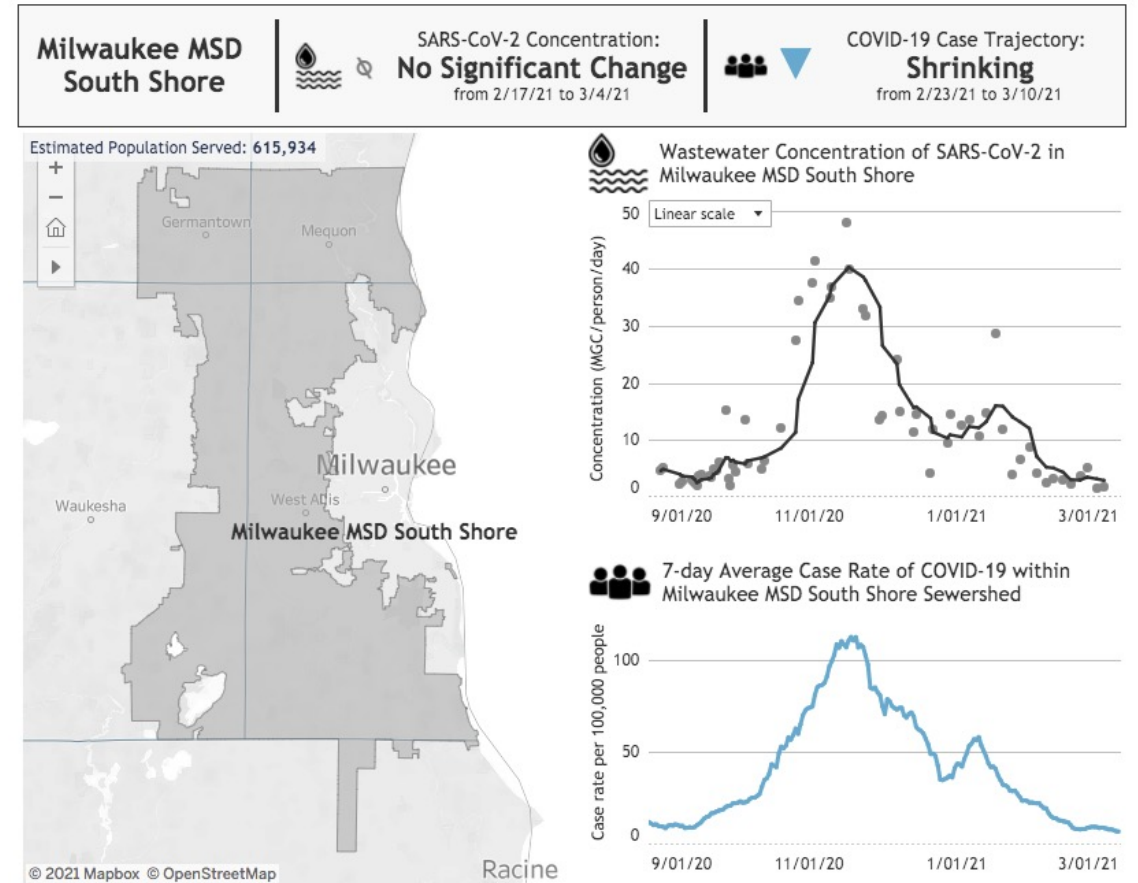 Milwaukee MSD
South Shore
SARS-CoV-2 Concentration:
No Significant Change
from 2/17/21 to 3/4/21
COVID-19 Case Trajectory:
Shrinking
from 2/23/21 to 3/10/21
Estimated Population Served: 615,934
+
−
Germantown
Mequon
Milwaukee
West Allis
Waukesha
Milwaukee MSD South Shore
Racine
© 2021 Mapbox © OpenStreetMap
Wastewater Concentration of SARS-CoV-2 in
Milwaukee MSD South Shore
Linear scale
Concentration (MGC/person/day)
50
40
30
20
10
0
9/01/20 11/01/20 1/01/21 3/01/21
7-day Average Case Rate of COVID-19 within
Milwaukee MSD South Shore Sewershed
Case rate per 100,000 people
100
50
0
9/01/20 11/01/20 1/01/21 3/01/21